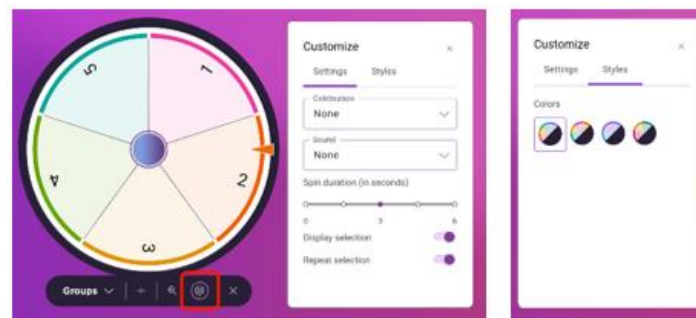 5
1
4
2
3
Groups
Customize
Settings Styles
Celebration
None
Sound
None
Spin duration (in seconds)
0 3 6
Display selection
Repeat selection
Customize
Settings Styles
Colors